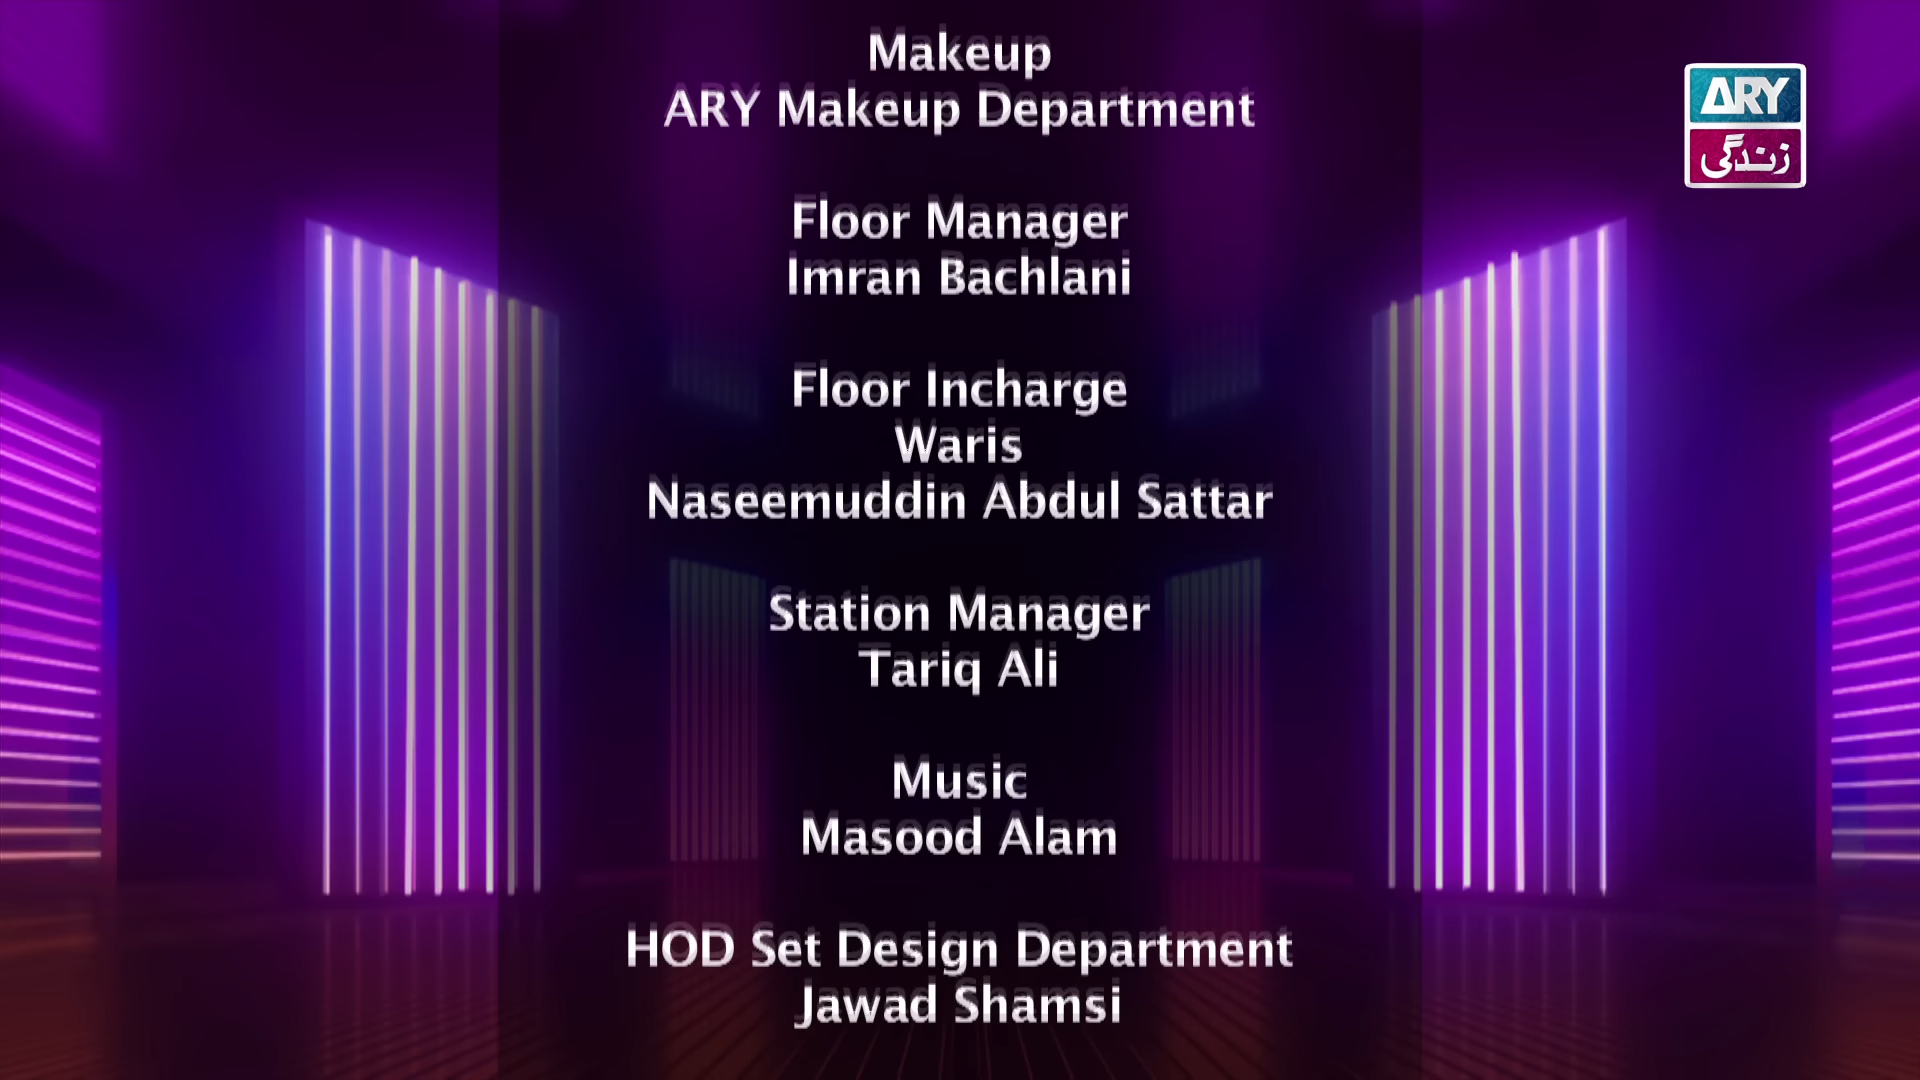 Makeup
ARY Makeup Department
Floor Manager
Imran Bachlani
Floor Incharge
Waris
Naseemuddin Abdul Sattar
Station Manager
Tariq Ali
Music
Masood Alam
HOD Set Design Department
Jawad Shamsi
ARY
زندگی